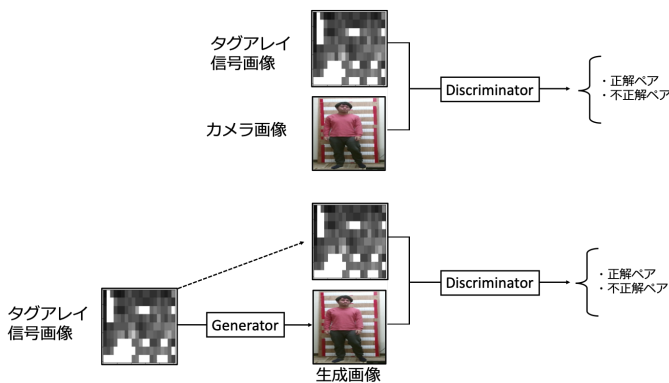 タグアレイ
信号画像
カメラ画像
Discriminator
・正解ペア
・不正解ペア
タグアレイ
信号画像
Generator
生成画像
Discriminator
・正解ペア
・不正解ペア